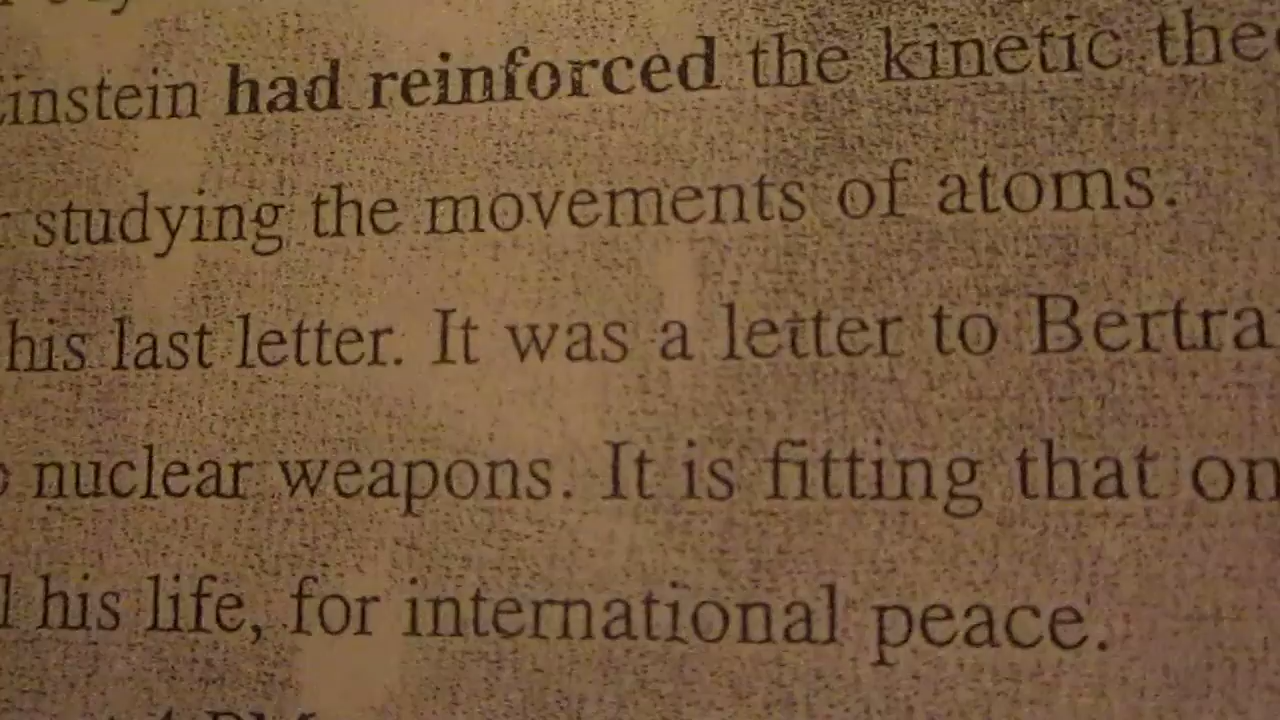 instein had reinforced the kinetic the
studying the movements of atoms.
his last letter. It was a letter to Bertra
nuclear weapons. It is fitting that on
l his life, for international peace.